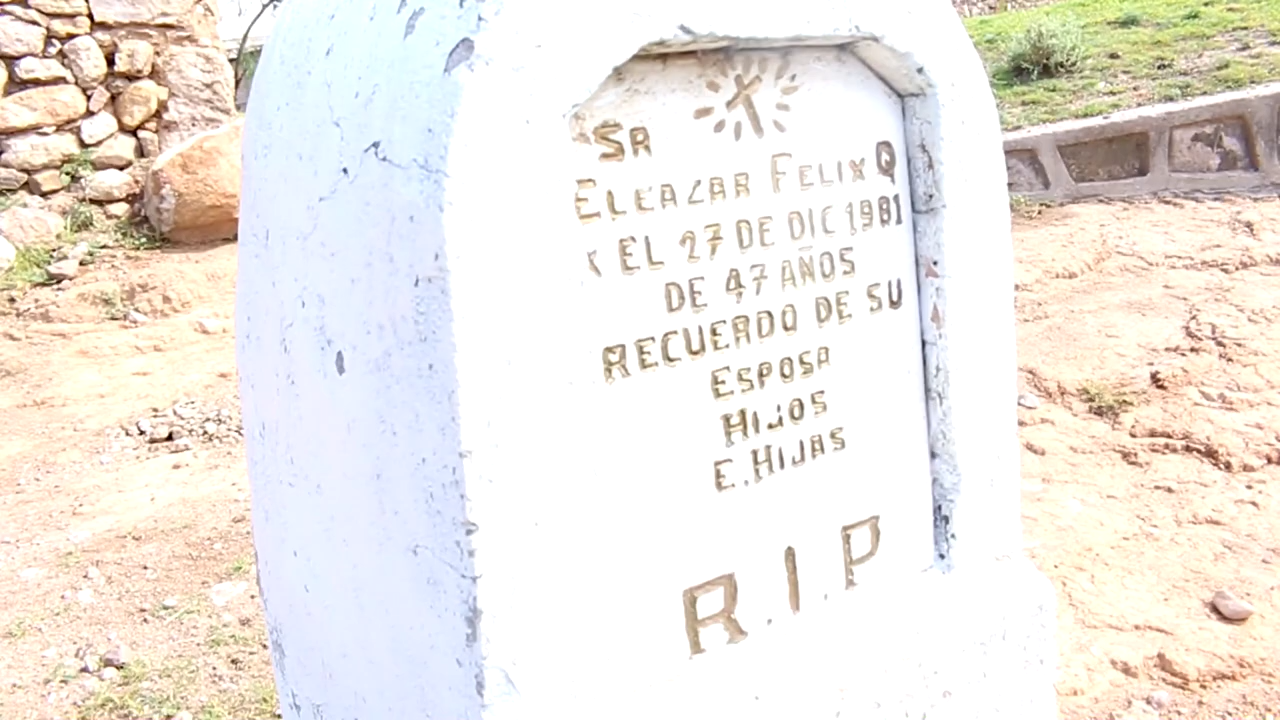 SR
ELEAZAR FELIX Q
EL 27 DE DIC 1981
DE 47 AÑOS
RECUERDO DE SU
ESPOSA
HIJOS
E. HIJAS
R.I.P